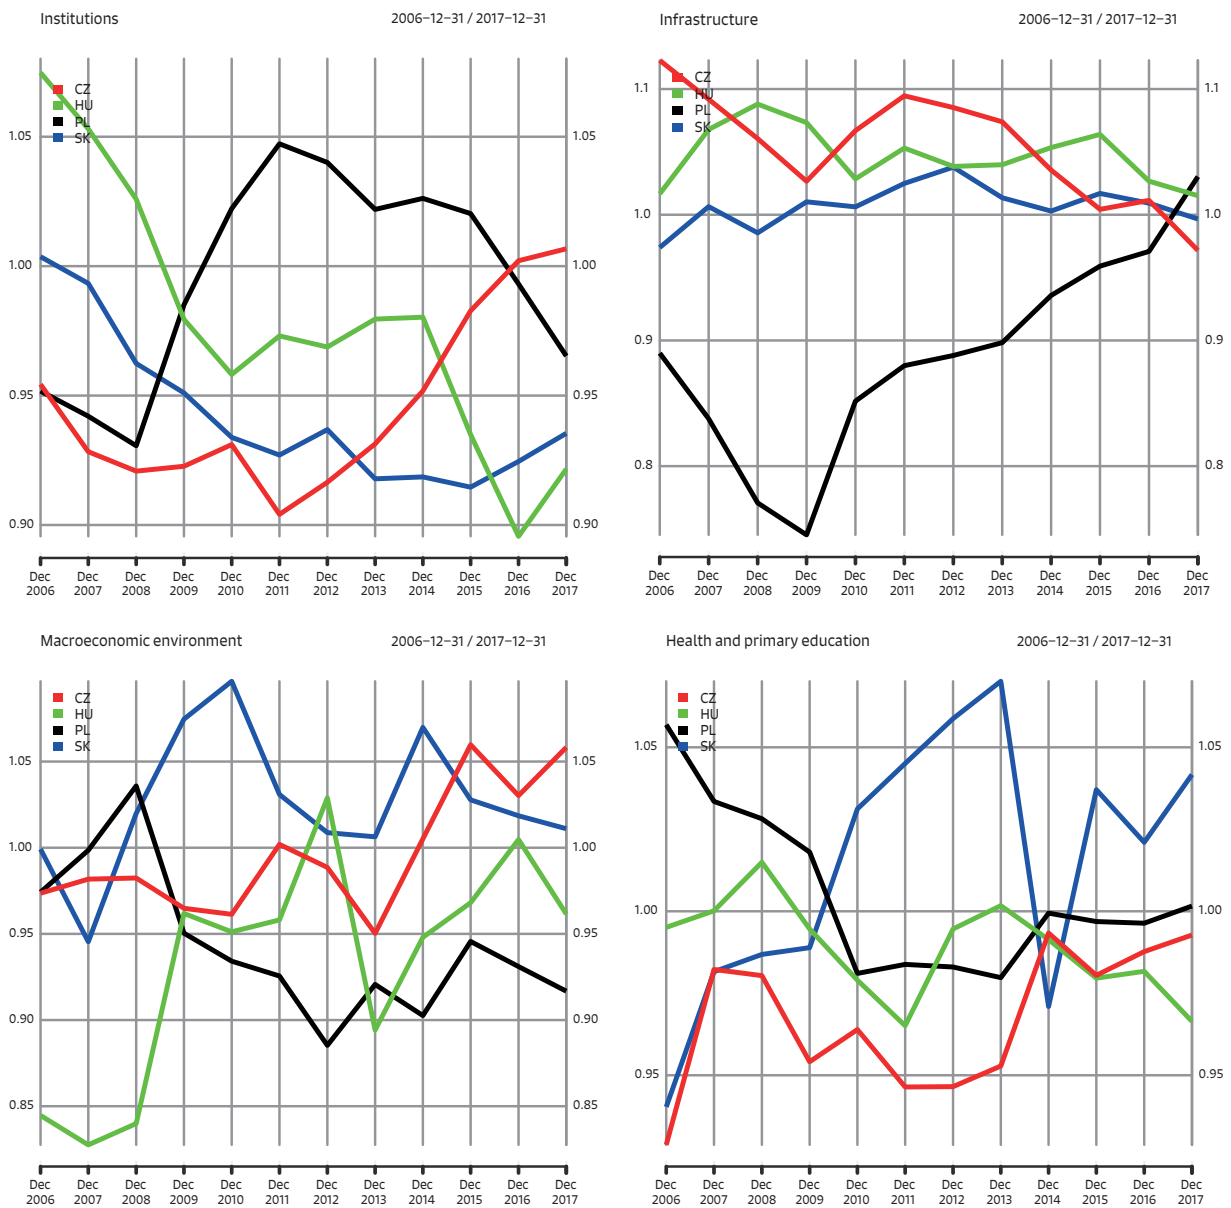 Institutions 2006–12–31 / 2017–12–31
CZ
HU
PL
SK
1.05 1.05
1.00 1.00
0.95 0.95
0.90 0.90
Dec Dec Dec Dec Dec Dec Dec Dec Dec Dec Dec Dec
2006 2007 2008 2009 2010 2011 2012 2013 2014 2015 2016 2017
Infrastructure 2006–12–31 / 2017–12–31
CZ
HU
PL
SK
1.1 1.1
1.0 1.0
0.9 0.9
0.8 0.8
Dec Dec Dec Dec Dec Dec Dec Dec Dec Dec Dec Dec
2006 2007 2008 2009 2010 2011 2012 2013 2014 2015 2016 2017
Macroeconomic environment 2006–12–31 / 2017–12–31
CZ
HU
PL
SK
1.05 1.05
1.00 1.00
0.95 0.95
0.90 0.90
0.85 0.85
Dec Dec Dec Dec Dec Dec Dec Dec Dec Dec Dec Dec
2006 2007 2008 2009 2010 2011 2012 2013 2014 2015 2016 2017
Health and primary education 2006–12–31 / 2017–12–31
CZ
HU
PL
SK
1.05 1.05
1.00 1.00
0.95 0.95
Dec Dec Dec Dec Dec Dec Dec Dec Dec Dec Dec Dec
2006 2007 2008 2009 2010 2011 2012 2013 2014 2015 2016 2017